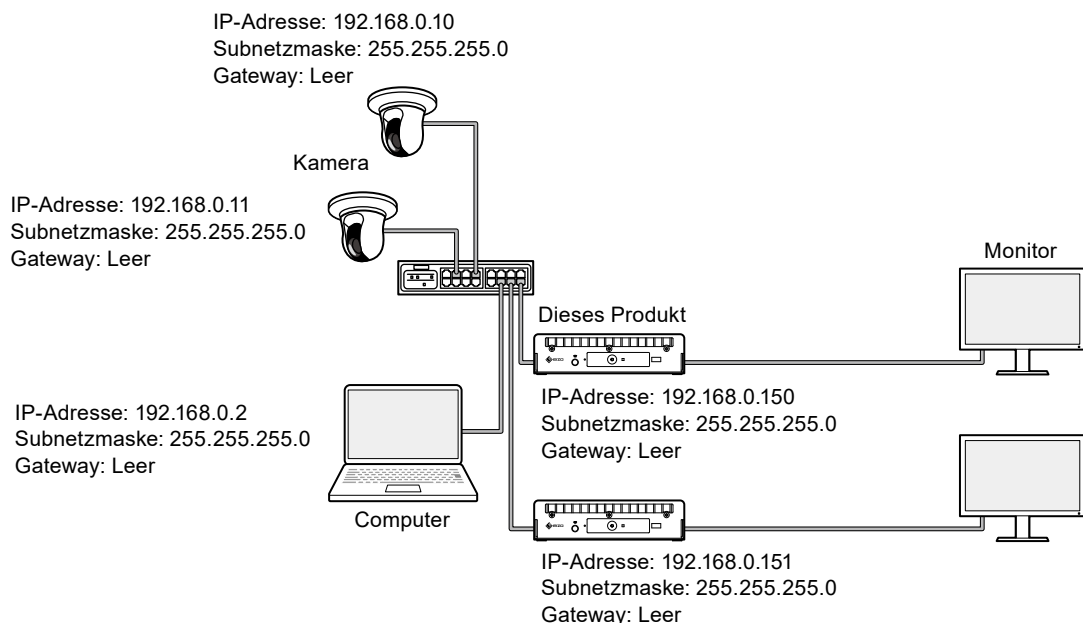 IP-Adresse: 192.168.0.10
Subnetzmaske: 255.255.255.0
Gateway: Leer
Kamera
IP-Adresse: 192.168.0.11
Subnetzmaske: 255.255.255.0
Gateway: Leer
Monitor
Dieses Produkt
IP-Adresse: 192.168.0.150
Subnetzmaske: 255.255.255.0
Gateway: Leer
IP-Adresse: 192.168.0.2
Subnetzmaske: 255.255.255.0
Gateway: Leer
Computer
IP-Adresse: 192.168.0.151
Subnetzmaske: 255.255.255.0
Gateway: Leer